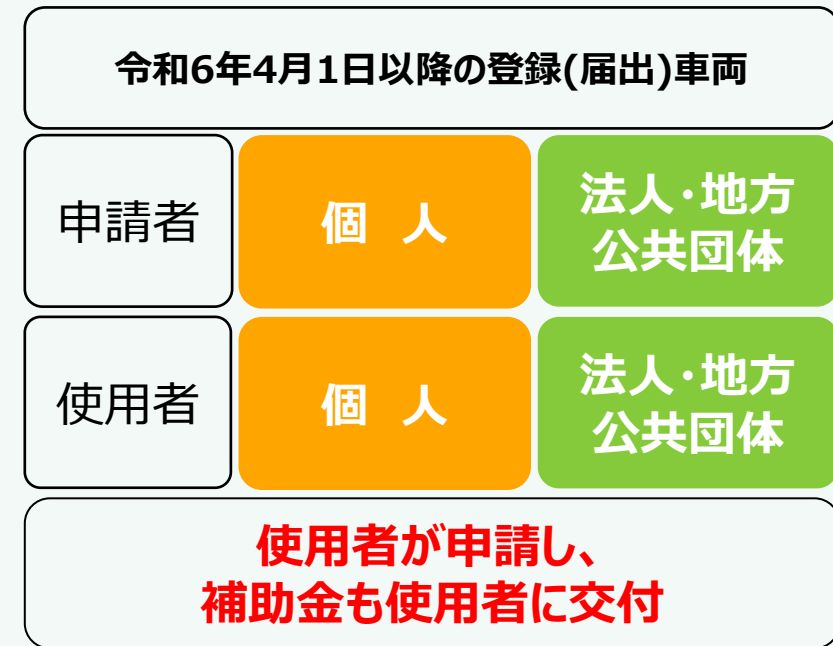 令和6年4月1日以降の登録(届出)車両
申請者
個 人
法人・地方
公共団体
使用者
個 人
法人・地方
公共団体
使用者が申請し、
補助金も使用者に交付